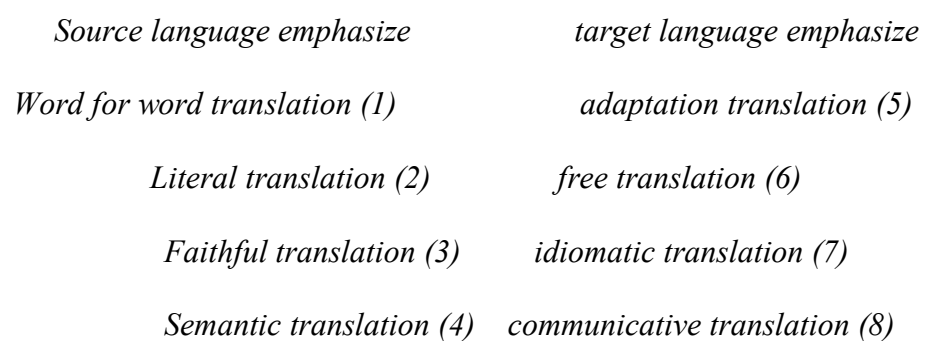 Source language emphasize target language emphasize
Word for word translation (1) adaptation translation (5)
Literal translation (2) free translation (6)
Faithful translation (3) idiomatic translation (7)
Semantic translation (4) communicative translation (8)